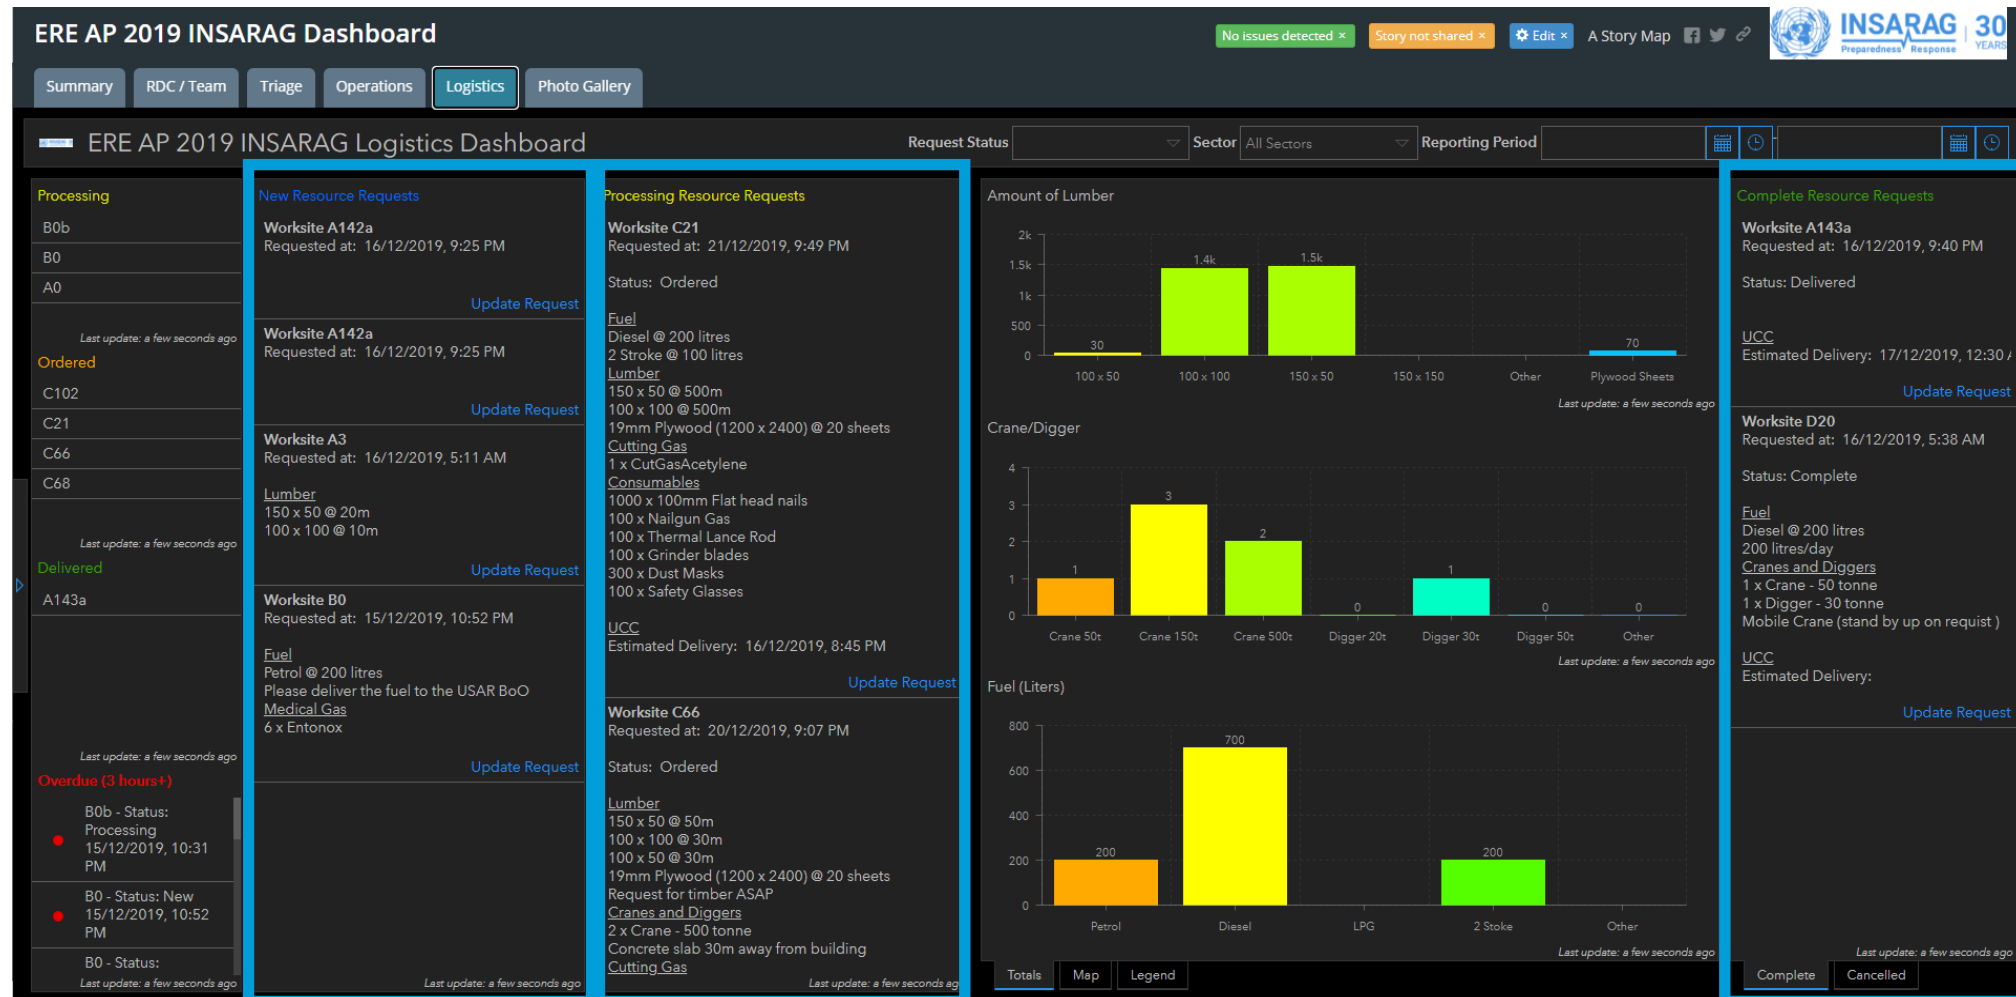 ERE AP 2019 INSARAG Dashboard
No issues detected ×
Story not shared ×
Edit ×
A Story Map
INSARAG
Preparedness Response
30
YEARS
Summary
RDC / Team
Triage
Operations
Logistics
Photo Gallery
ERE AP 2019 INSARAG Logistics Dashboard
Request Status
Sector All Sectors
Reporting Period
Processing
B0b
B0
A0
Last update: a few seconds ago
Ordered
C102
C21
C66
C68
Last update: a few seconds ago
Delivered
A143a
Last update: a few seconds ago
Overdue (3 hours+)
B0b - Status:
Processing
15/12/2019, 10:31
PM
B0 - Status: New
15/12/2019, 10:52
PM
B0 - Status:
Last update: a few seconds ago
New Resource Requests
Worksite A142a
Requested at: 16/12/2019, 9:25 PM
Update Request
Worksite A142a
Requested at: 16/12/2019, 9:25 PM
Update Request
Worksite A3
Requested at: 16/12/2019, 5:11 AM
Lumber
150 x 50 @ 20m
100 x 100 @ 10m
Update Request
Worksite B0
Requested at: 15/12/2019, 10:52 PM
Fuel
Petrol @ 200 litres
Please deliver the fuel to the USAR BoO
Medical Gas
6 x Entonox
Update Request
Last update: a few seconds ago
Processing Resource Requests
Worksite C21
Requested at: 21/12/2019, 9:49 PM
Status: Ordered
Fuel
Diesel @ 200 litres
2 Stroke @ 100 litres
Lumber
150 x 50 @ 500m
100 x 100 @ 500m
19mm Plywood (1200 x 2400) @ 20 sheets
Cutting Gas
1 x CutGasAcetylene
Consumables
1000 x 100mm Flat head nails
100 x Nailgun Gas
100 x Thermal Lance Rod
100 x Grinder blades
300 x Dust Masks
100 x Safety Glasses
UCC
Estimated Delivery: 16/12/2019, 8:45 PM
Update Request
Worksite C66
Requested at: 20/12/2019, 9:07 PM
Status: Ordered
Lumber
150 x 50 @ 50m
100 x 100 @ 30m
100 x 50 @ 30m
19mm Plywood (1200 x 2400) @ 20 sheets
Request for timber ASAP
Cranes and Diggers
2 x Crane - 500 tonne
Concrete slab 30m away from building
Cutting Gas
Last update: a few seconds ag
Amount of Lumber
2k
1.5k
1k
500
0
30
1.4k
1.5k
70
100 x 50
100 x 100
150 x 50
150 x 150
Other
Plywood Sheets
Last update: a few seconds ago
Crane/Digger
4
3
2
1
0
1
3
2
0
1
0
0
Crane 50t
Crane 150t
Crane 500t
Digger 20t
Digger 30t
Digger 50t
Other
Last update: a few seconds ago
Fuel (Liters)
800
600
400
200
0
200
700
200
Petrol
Diesel
LPG
2 Stoke
Other
Last update: a few seconds ago
Totals
Map
Legend
Complete Resource Requests
Worksite A143a
Requested at: 16/12/2019, 9:40 PM
Status: Delivered
UCC
Estimated Delivery: 17/12/2019, 12:30
Update Request
Worksite D20
Requested at: 16/12/2019, 5:38 AM
Status: Complete
Fuel
Diesel @ 200 litres
200 litres/day
Cranes and Diggers
1 x Crane - 50 tonne
1 x Digger - 30 tonne
Mobile Crane (stand by up on requist )
UCC
Estimated Delivery:
Update Request
Last update: a few seconds ago
Complete
Cancelled